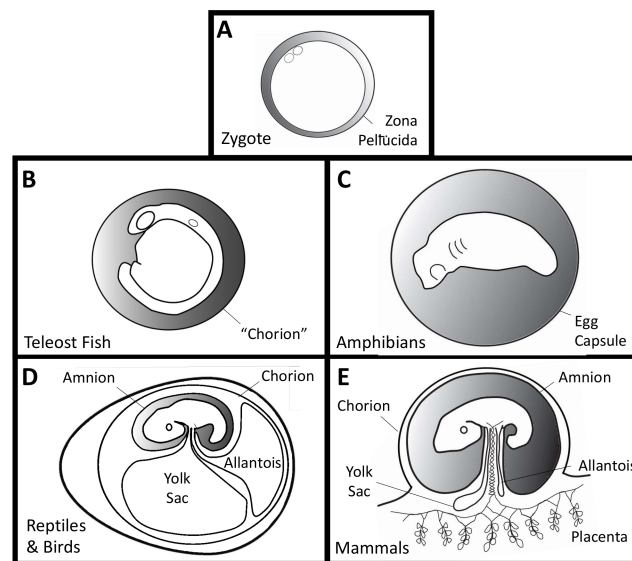 A
Zona
Pellucida
Zygote
B
"Chorion"
Teleost Fish
C
Egg
Capsule
Amphibians
D
Amnion
Chorion
Allantois
Yolk
Sac
Reptiles
& Birds
E
Amnion
Chorion
Allantois
Yolk
Sac
Placenta
Mammals